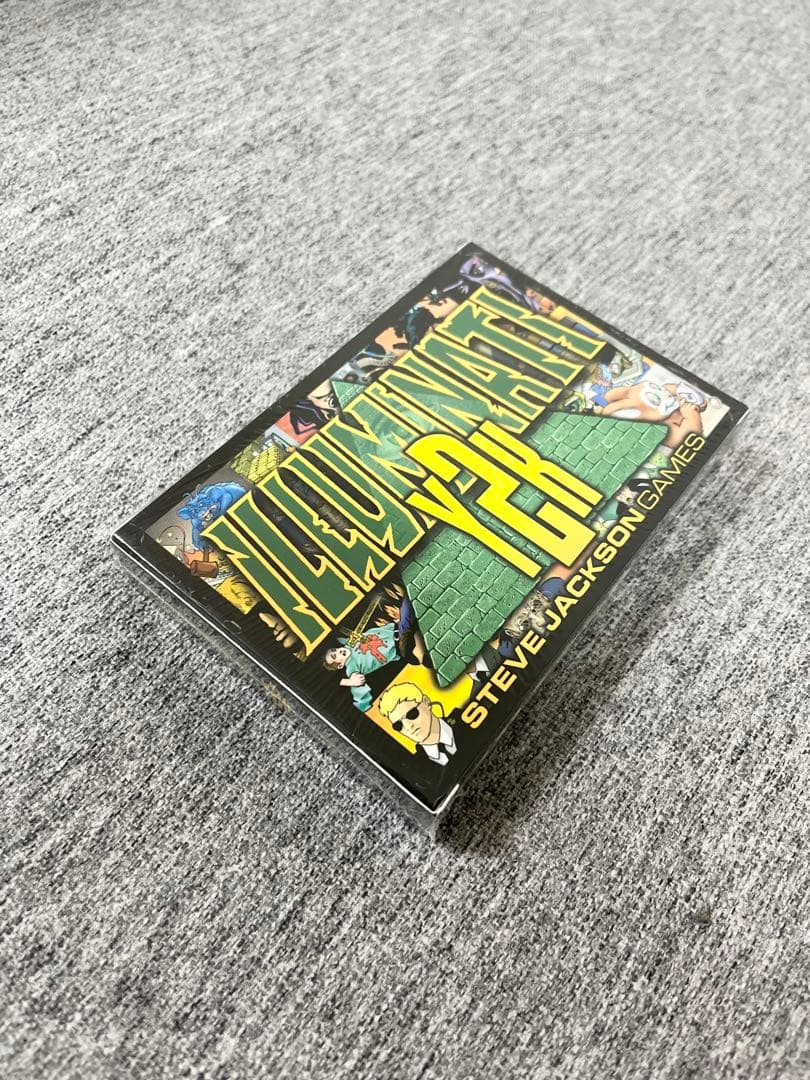 ILLUMINATI
Y2K
STEVE JACKSON GAMES